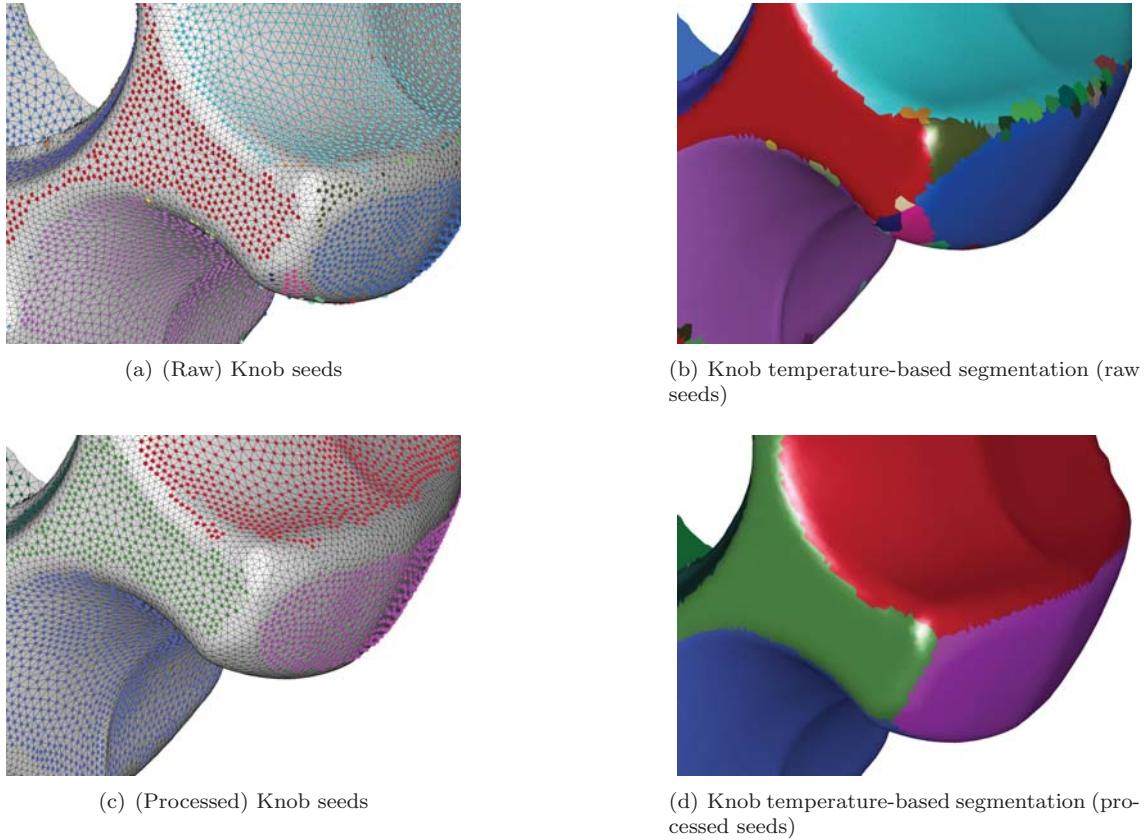 (a) (Raw) Knob seeds
(b) Knob temperature-based segmentation (raw
seeds)
(c) (Processed) Knob seeds
(d) Knob temperature-based segmentation (pro-
cessed seeds)